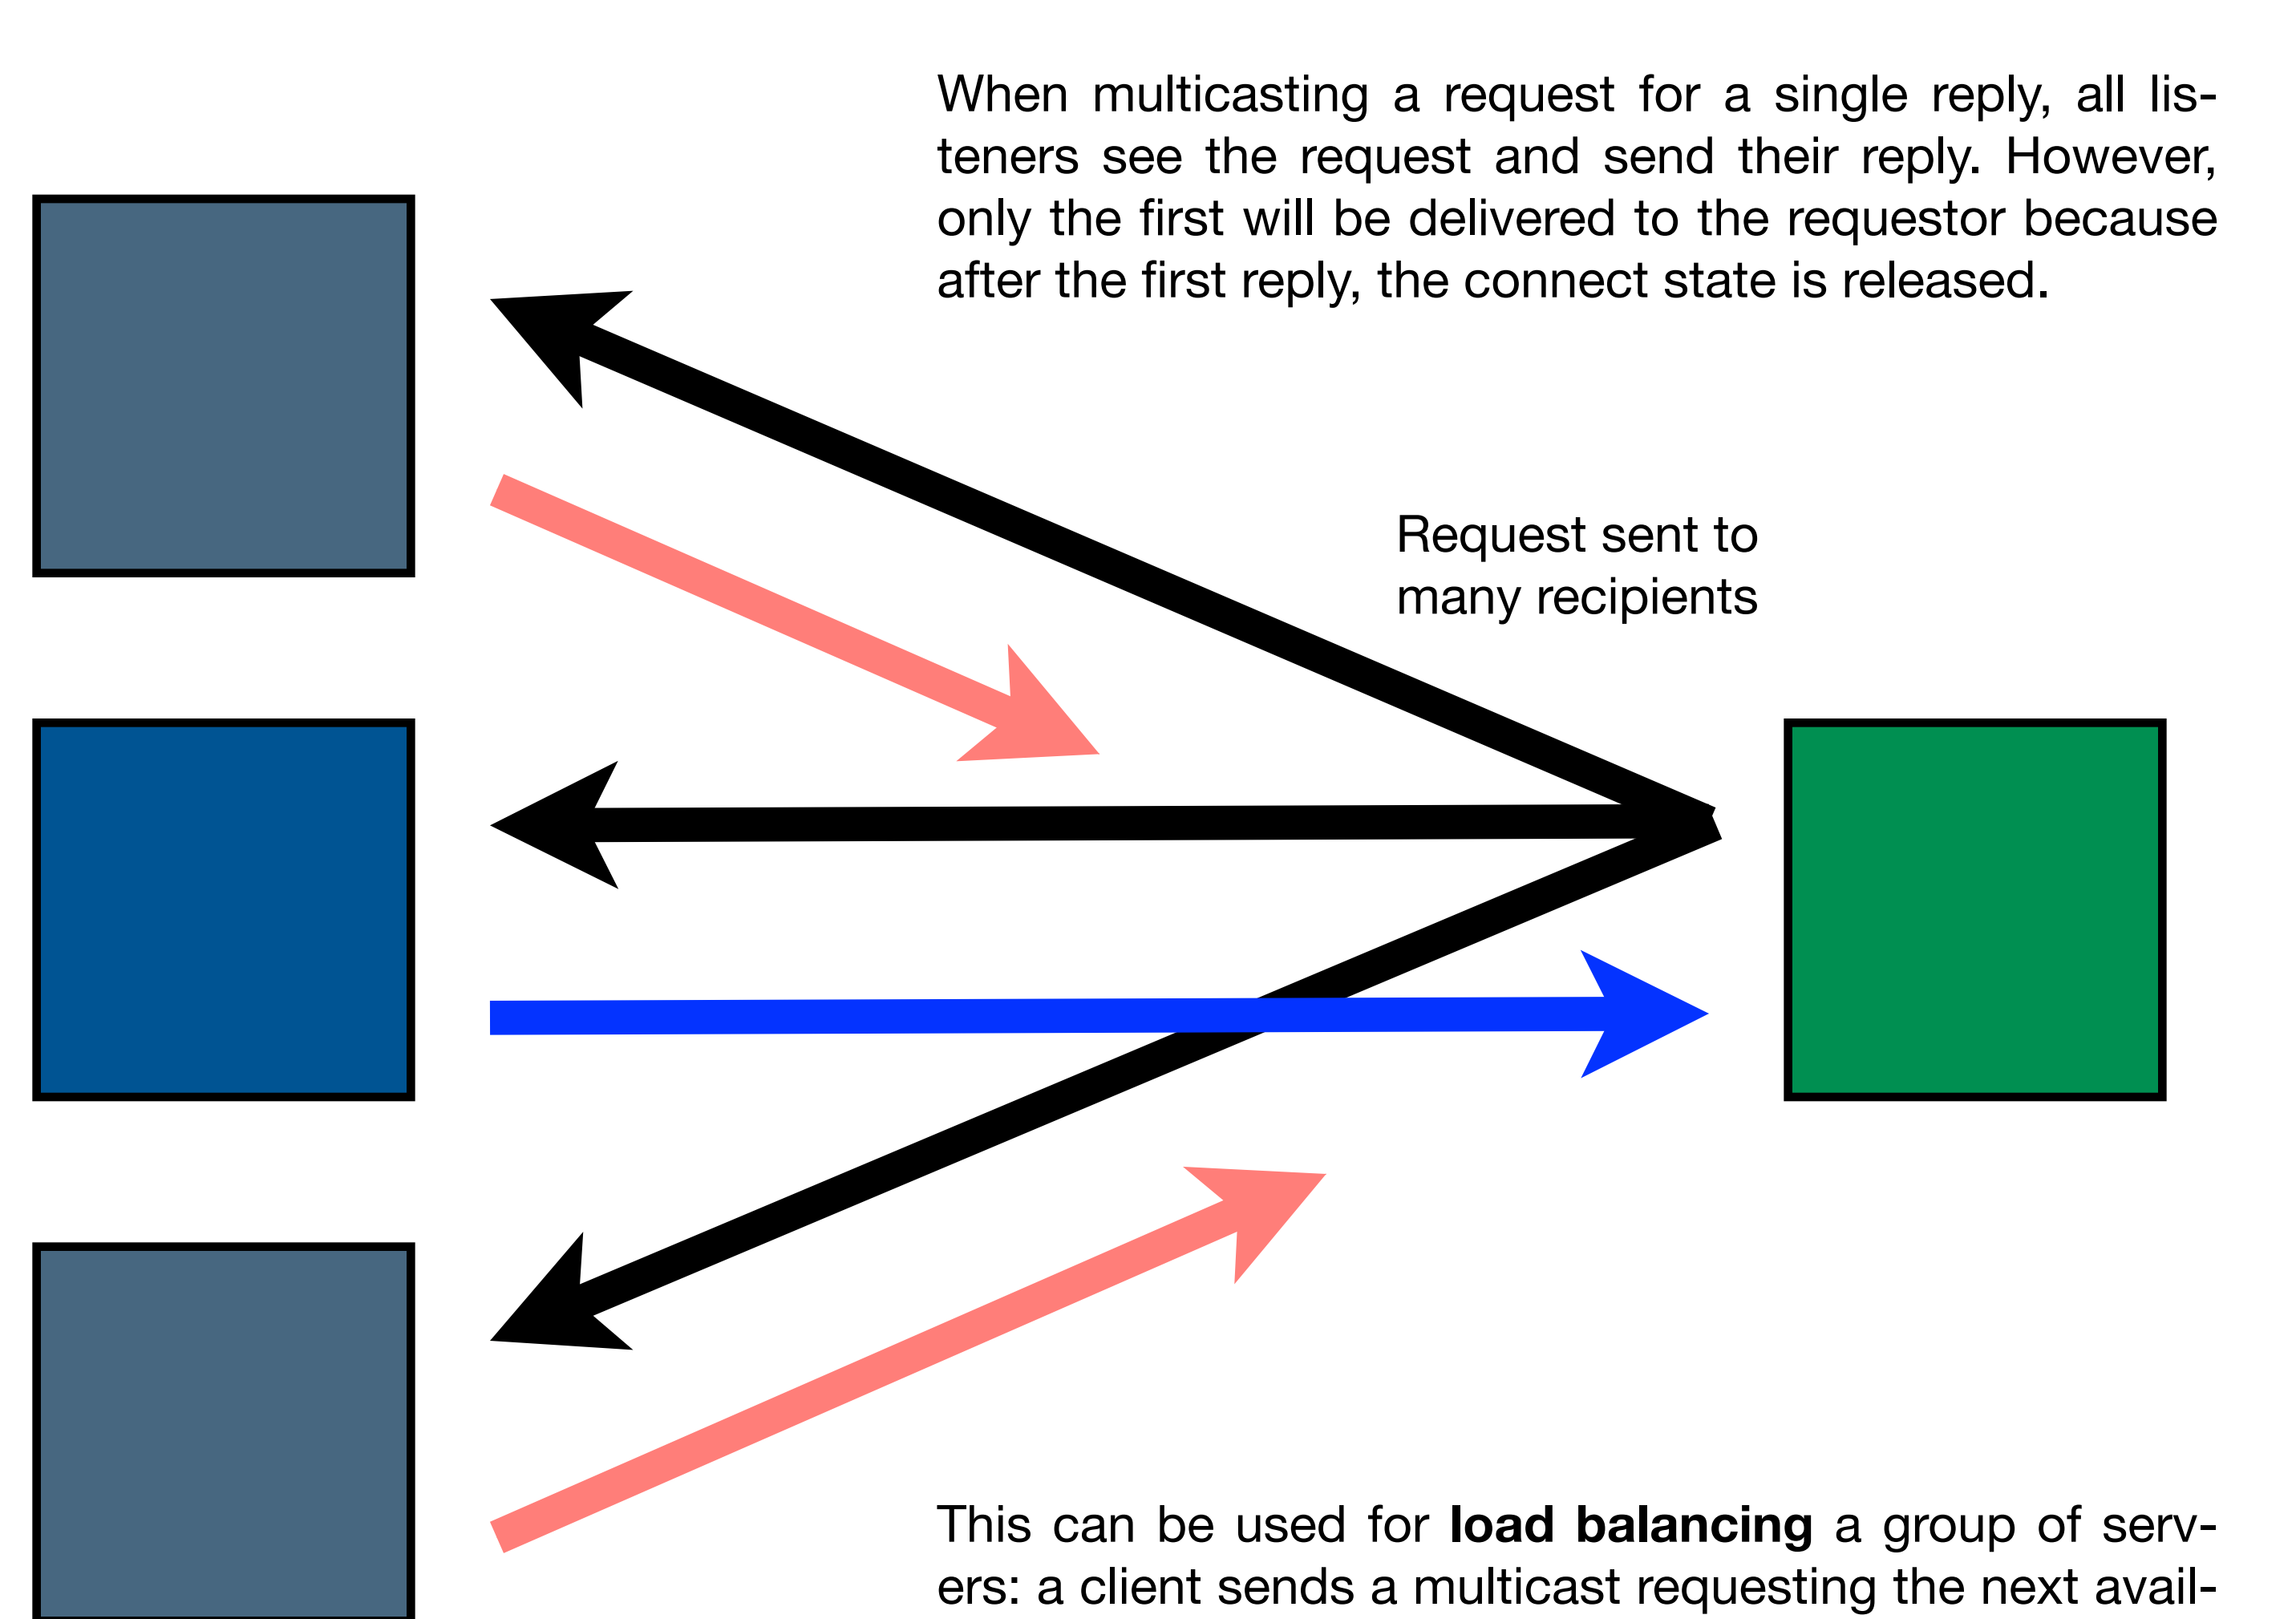 When multicasting a request for a single reply, all lis-
teners see the request and send their reply. However,
only the first will be delivered to the requestor because
after the first reply, the connect state is released.
Request sent to
many recipients
This can be used for load balancing a group of serv-
ers: a client sends a multicast requesting the next avail-